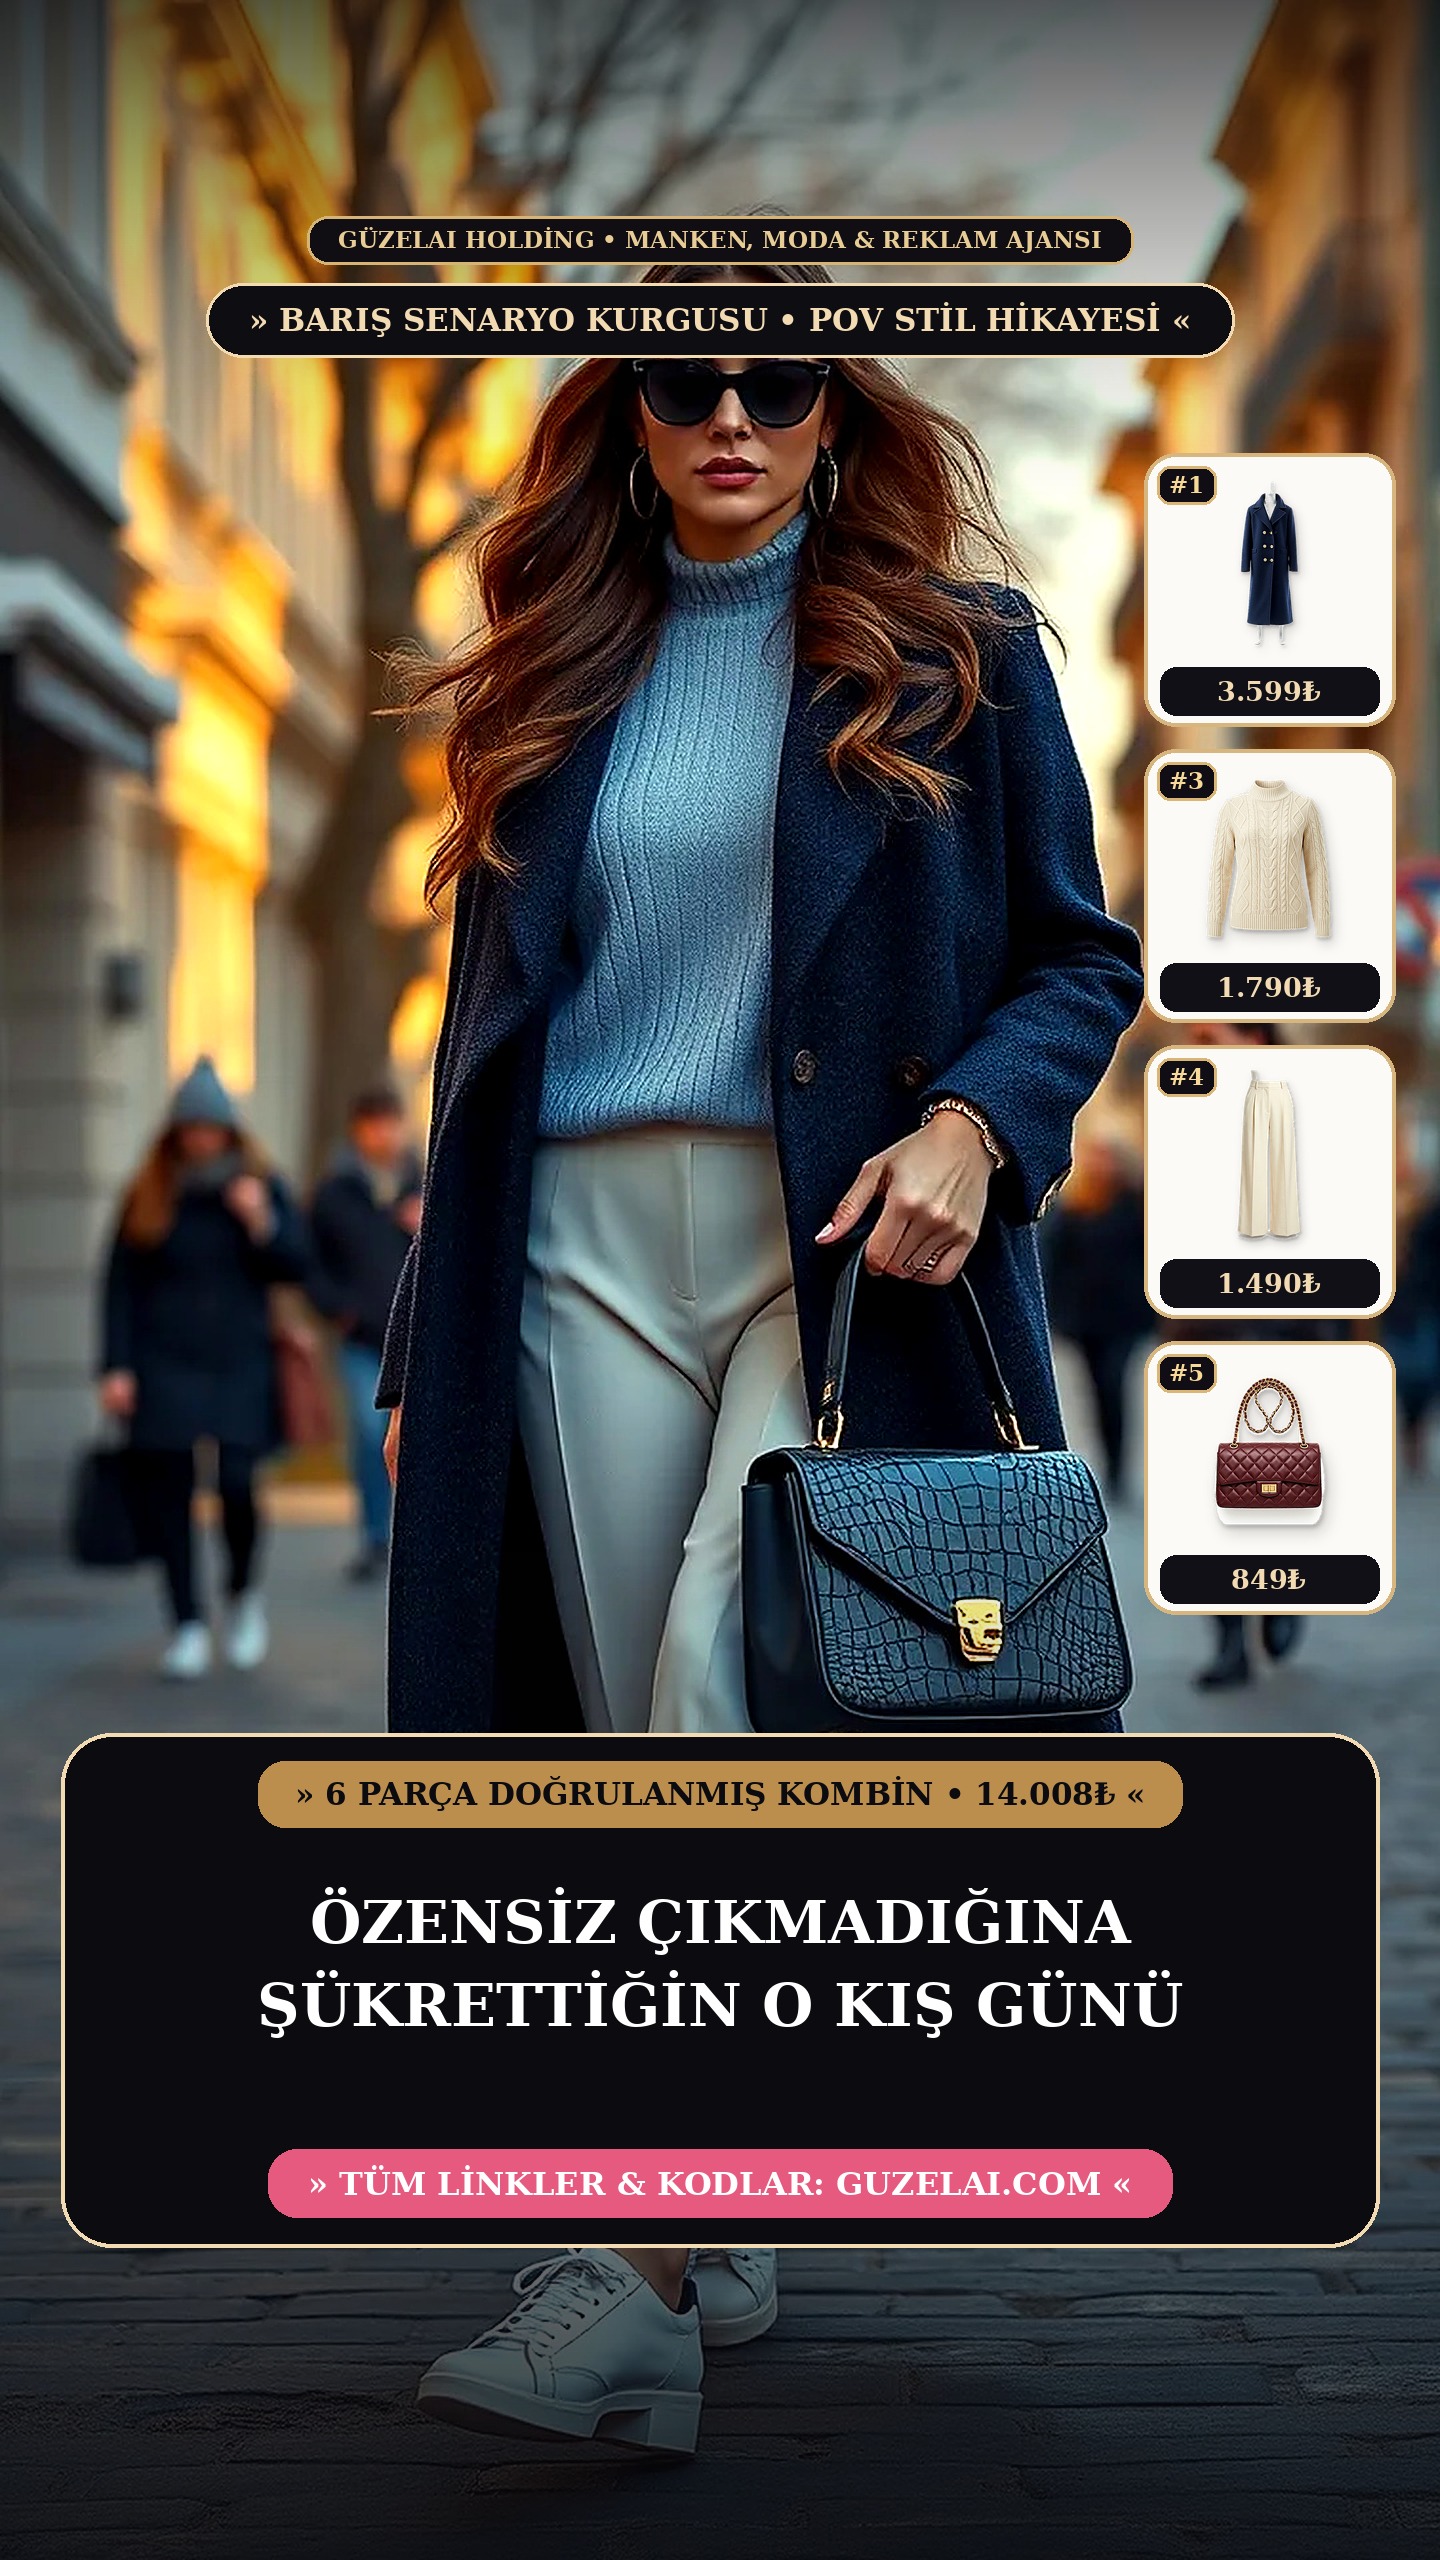 GÜZELAI HOLDİNG • MANKEN, MODA & REKLAM AJANSI
» BARIŞ SENARYO KURGUSU • POV STİL HİKAYESİ «
#1
3.599₺
#3
1.790₺
#4
1.490₺
#5
849₺
» 6 PARÇA DOĞRULANMIŞ KOMBİN • 14.008₺ «
ÖZENSİZ ÇIKMADIĞINA
ŞÜKRETTİĞİN O KIŞ GÜNÜ
» TÜM LİNKLER & KODLAR: GUZELAI.COM «